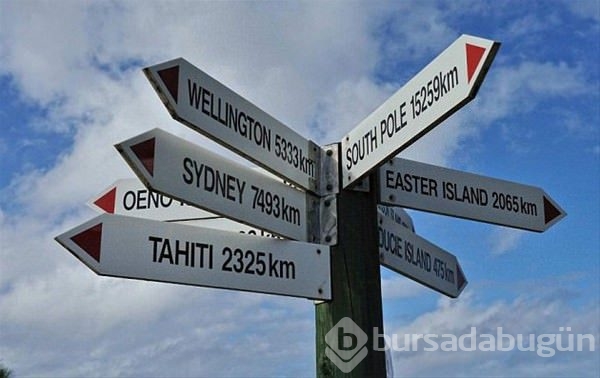 WELLINGTON 5333km
SOUTH POLE 15259km
SYDNEY 7493km
EASTER ISLAND 2065km
OENO
TAHITI 2325km
DUCIE ISLAND 475km
bursadabugün